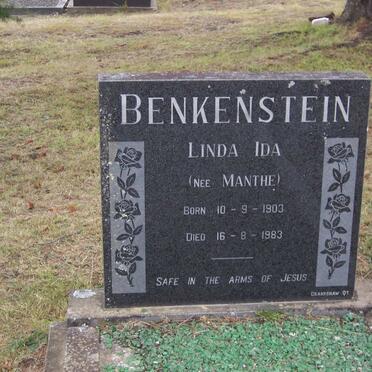 BENKENSTEIN
LINDA IDA
(NEE MANTHE)
BORN 10 - 9 - 1903
DIED 16 - 8 - 1983
SAFE IN THE ARMS OF JESUS